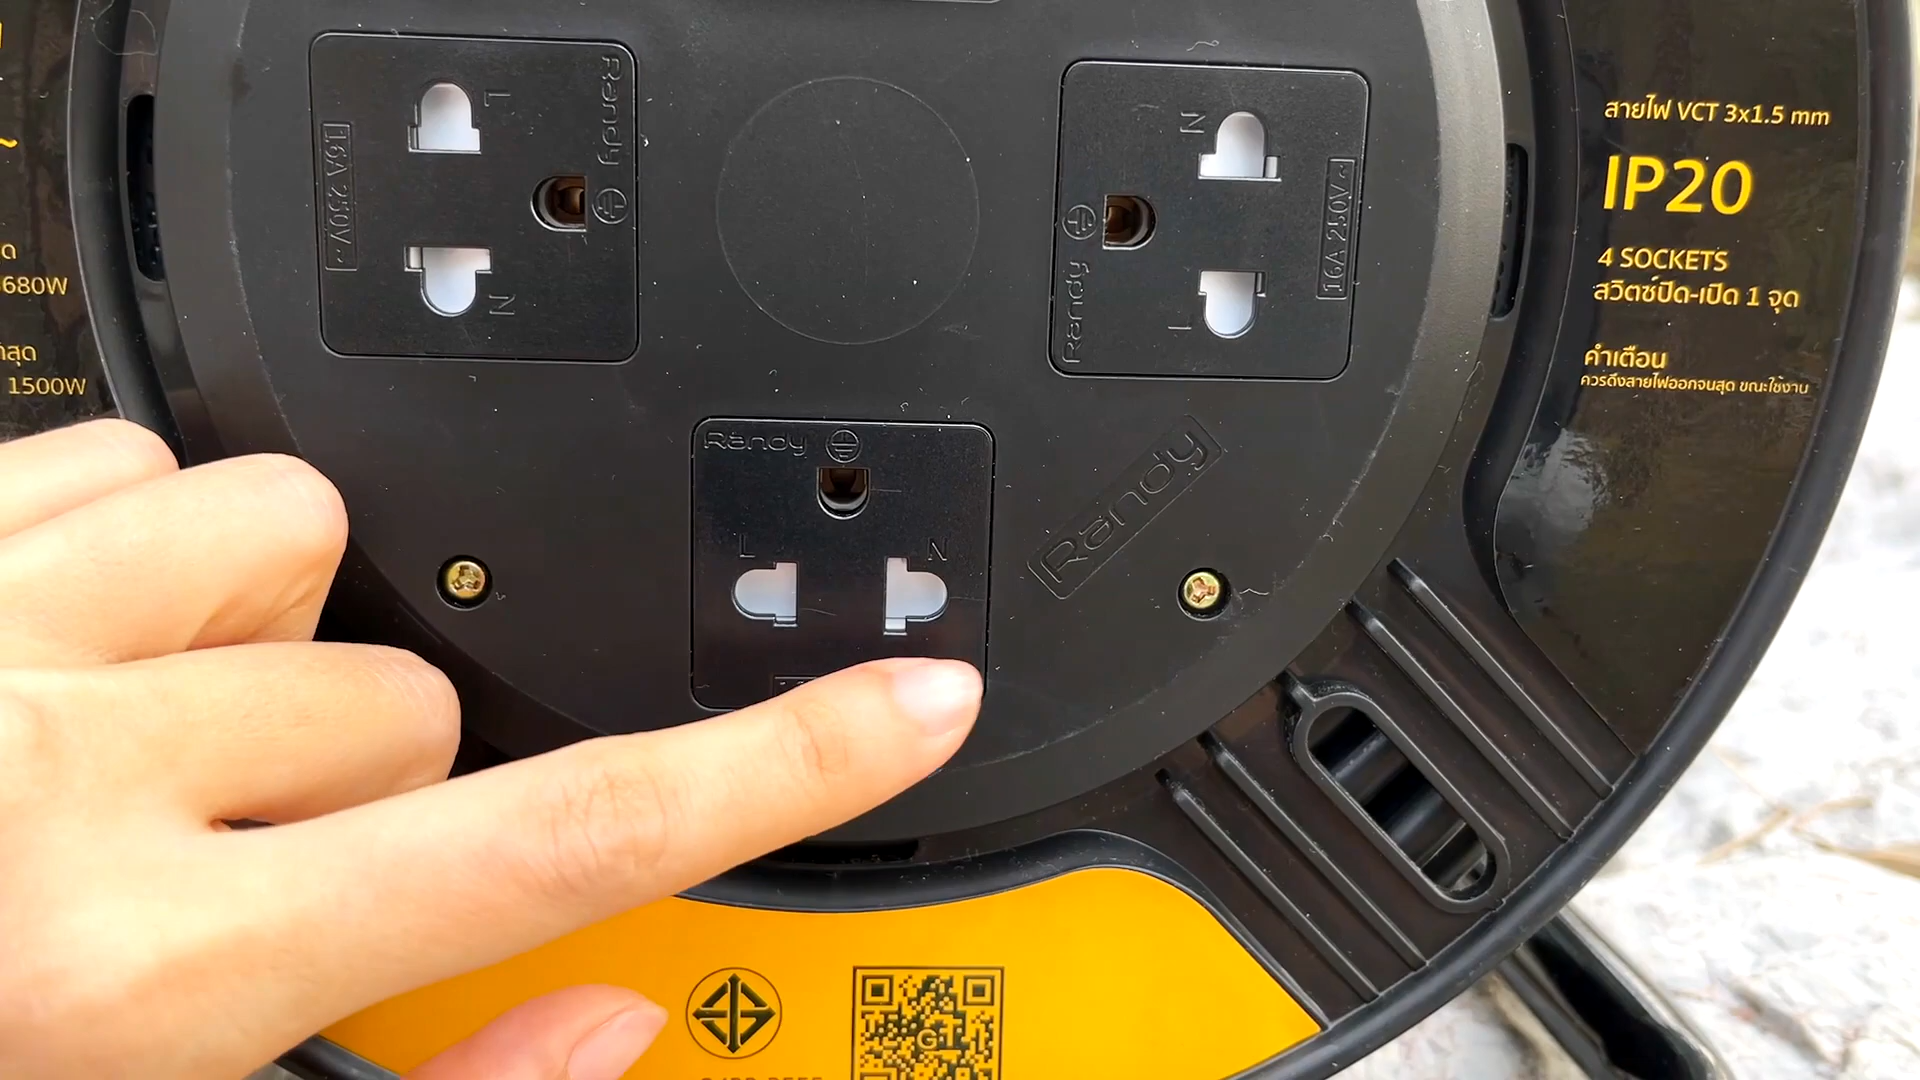 680W
1500W
L
Randy
16A 250V~
N
N
16A 250V~
Randy
L
Randy
L
N
Randy
สายไฟ VCT 3x1.5 mm
IP20
4 SOCKETS
สวิตซ์ปิด-เปิด 1 จุด
คำเตือน
ควรดึงสายไฟออกจนสุด ขณะใช้งาน
GTI